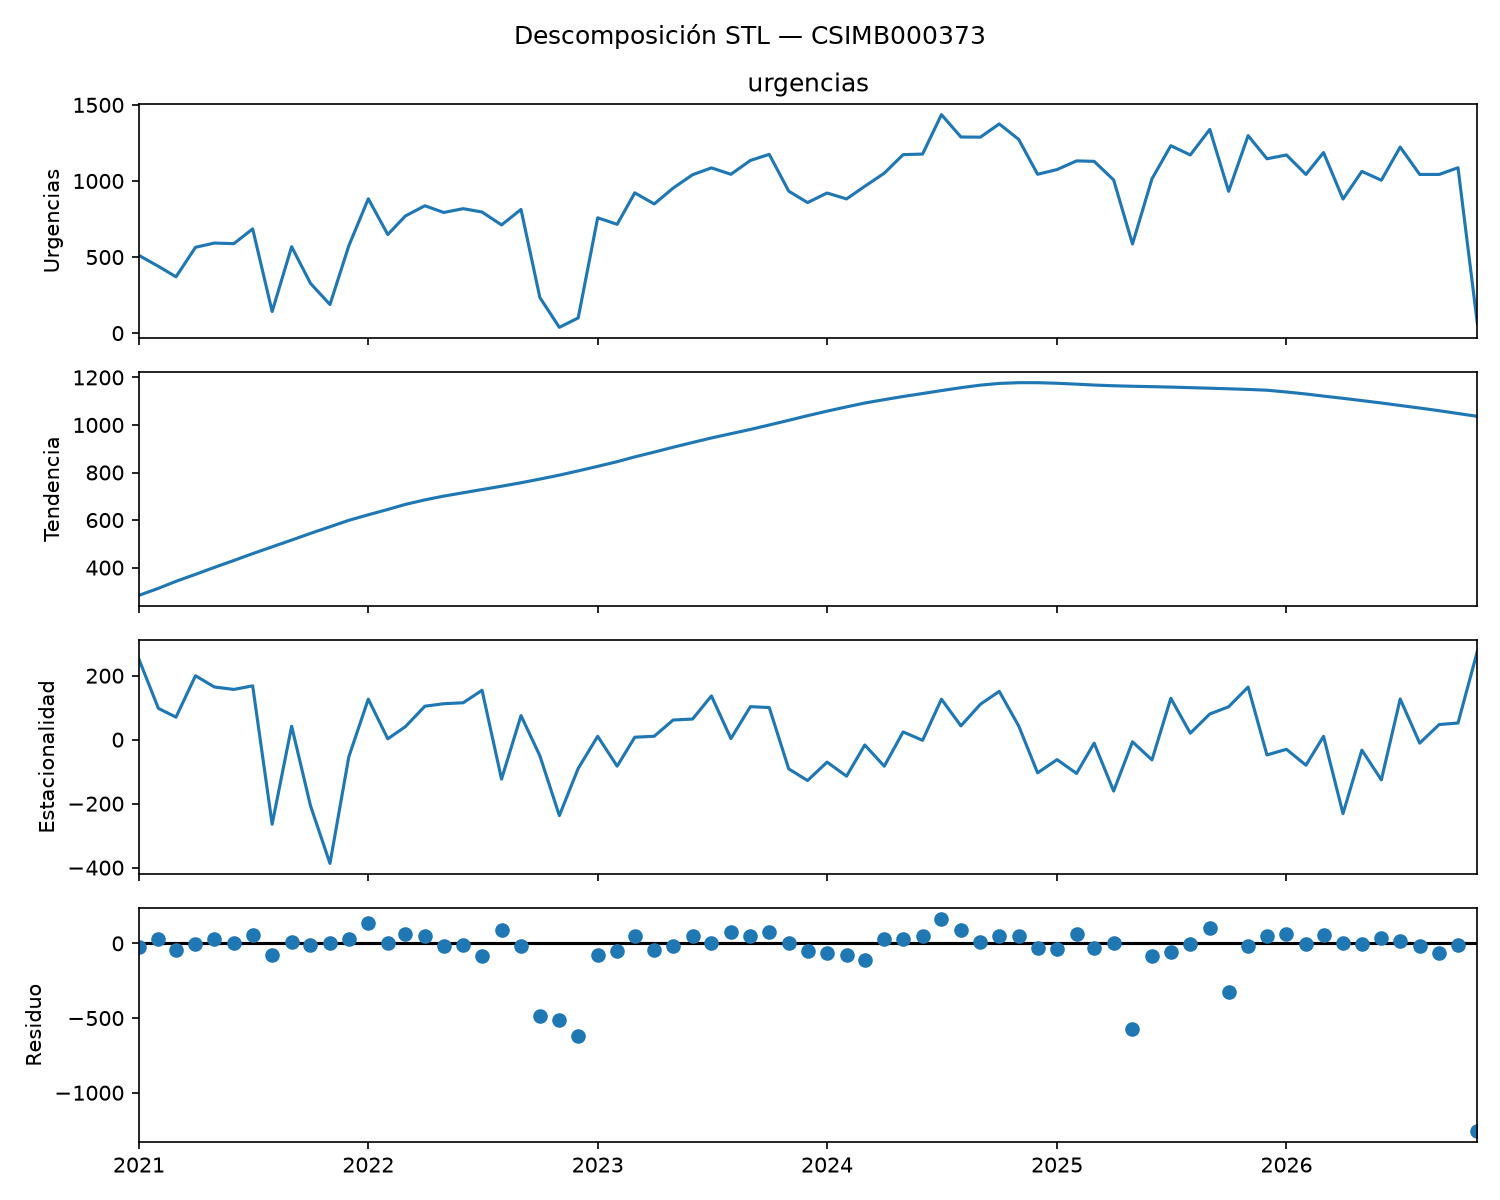 Descomposición STL — CSIMB000373
urgencias
1500
1000
500
0
Urgencias
1200
1000
800
600
400
Tendencia
200
0
−200
−400
Estacionalidad
0
−500
−1000
Residuo
2021 2022 2023 2024 2025 2026